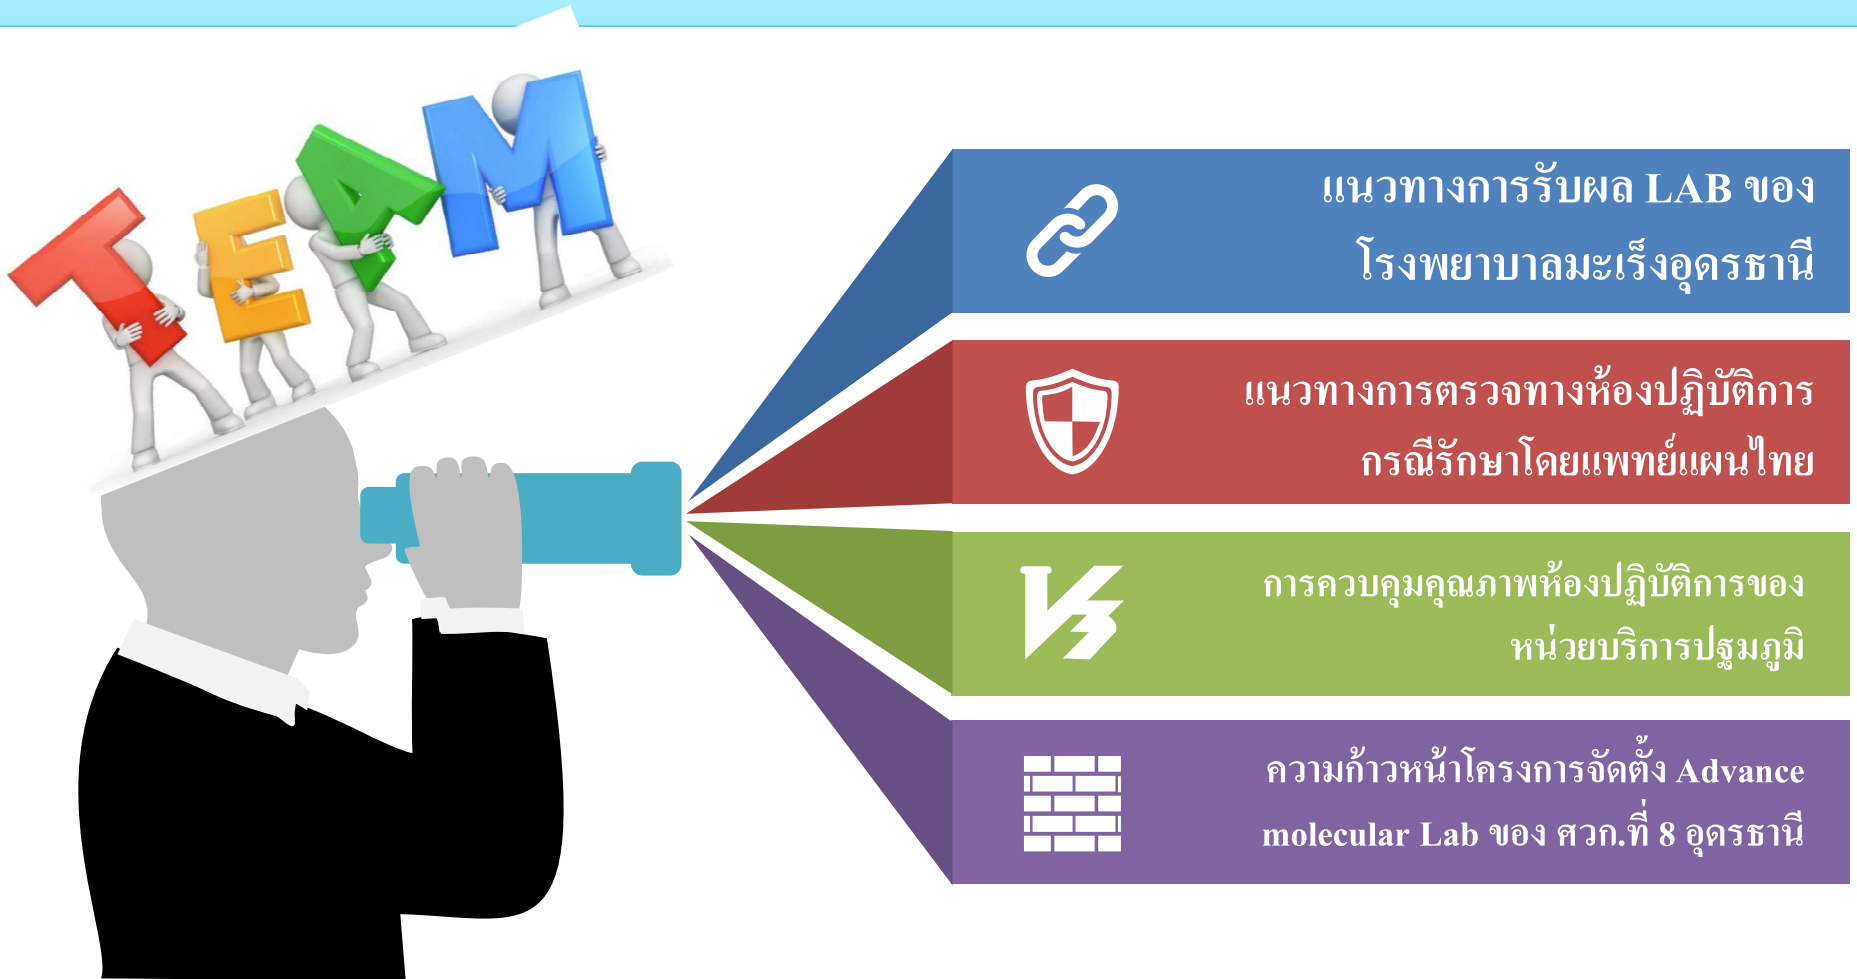 TEAM
แนวทางการรับผล LAB ของ
โรงพยาบาลมะเร็งอุดรธานี
แนวทางการตรวจทางห้องปฏิบัติการ
กรณีรักษาโดยแพทย์แผนไทย
การควบคุมคุณภาพห้องปฏิบัติการของ
หน่วยบริการปฐมภูมิ
ความก้าวหน้าโครงการจัดตั้ง Advance
molecular Lab ของ ศวก.ที่ 8 อุดรธานี